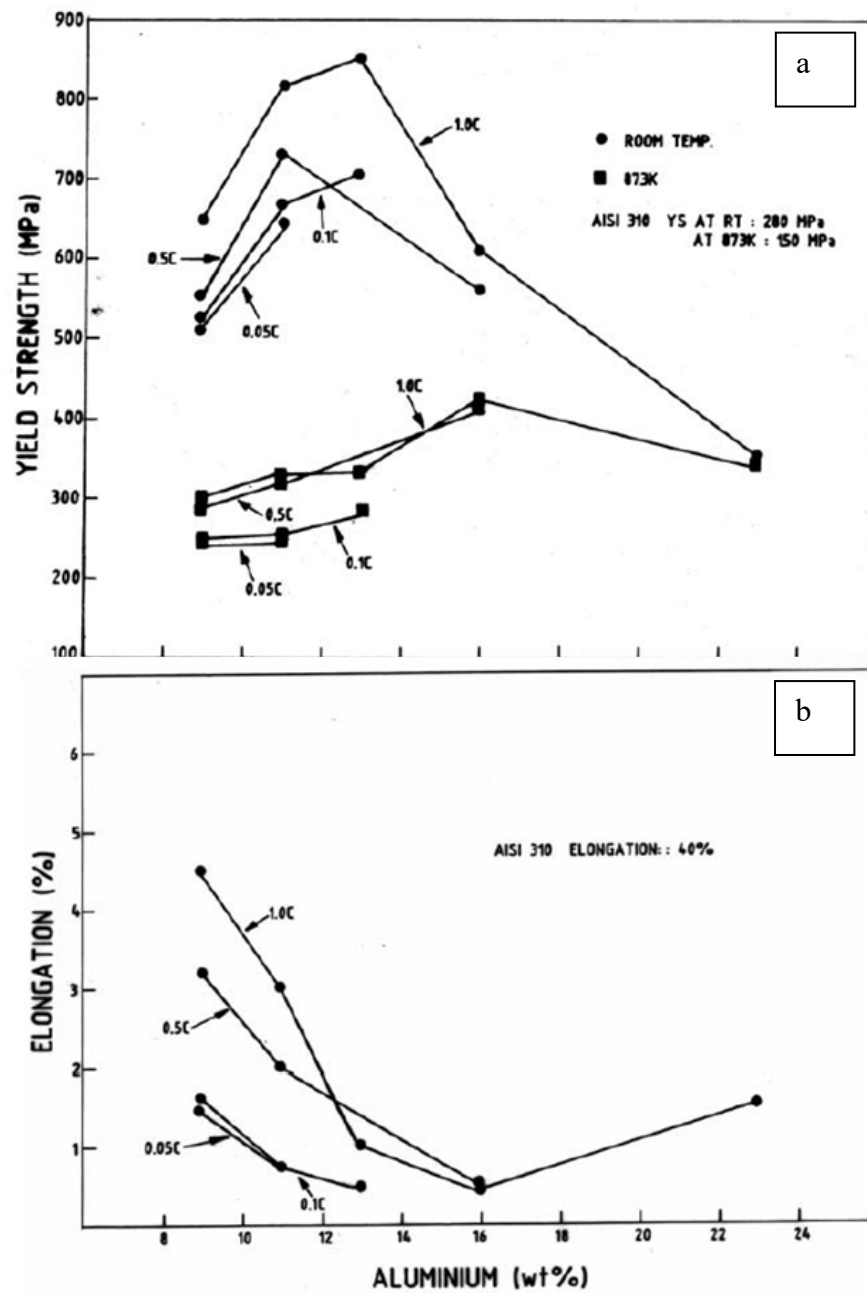 900
a
800
1.0C
● ROOM TEMP.
■ 873K
700
0.1C
AISI 310 YS AT RT : 280 MPa
AT 873K : 150 MPa
600
0.5C
0.05C
500
YIELD STRENGTH (MPa)
400
1.0C
300
0.5C
0.1C
200
0.05C
100
b
6
5
AISI 310 ELONGATION:: 40%
4
1.0C
ELONGATION (%)
3
0.5C
2
0.05C
1
0.1C
8 10 12 14 16 18 20 22 24
ALUMINIUM (wt%)